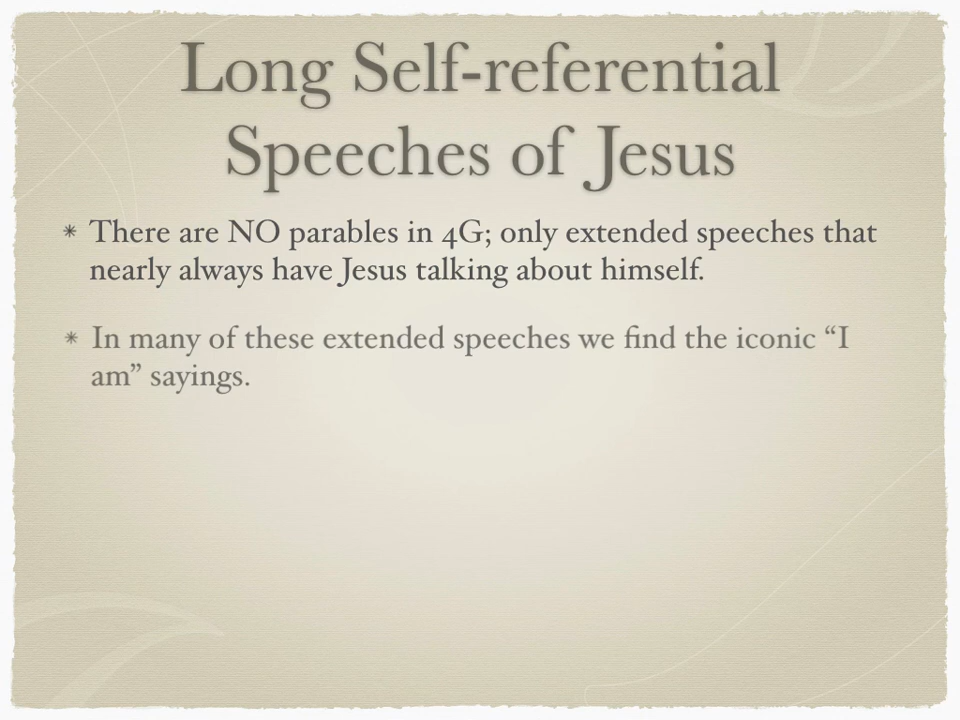 Long Self-referential
Speeches of Jesus
* There are NO parables in 4G; only extended speeches that
nearly always have Jesus talking about himself.
* In many of these extended speeches we find the iconic “I
am” sayings.